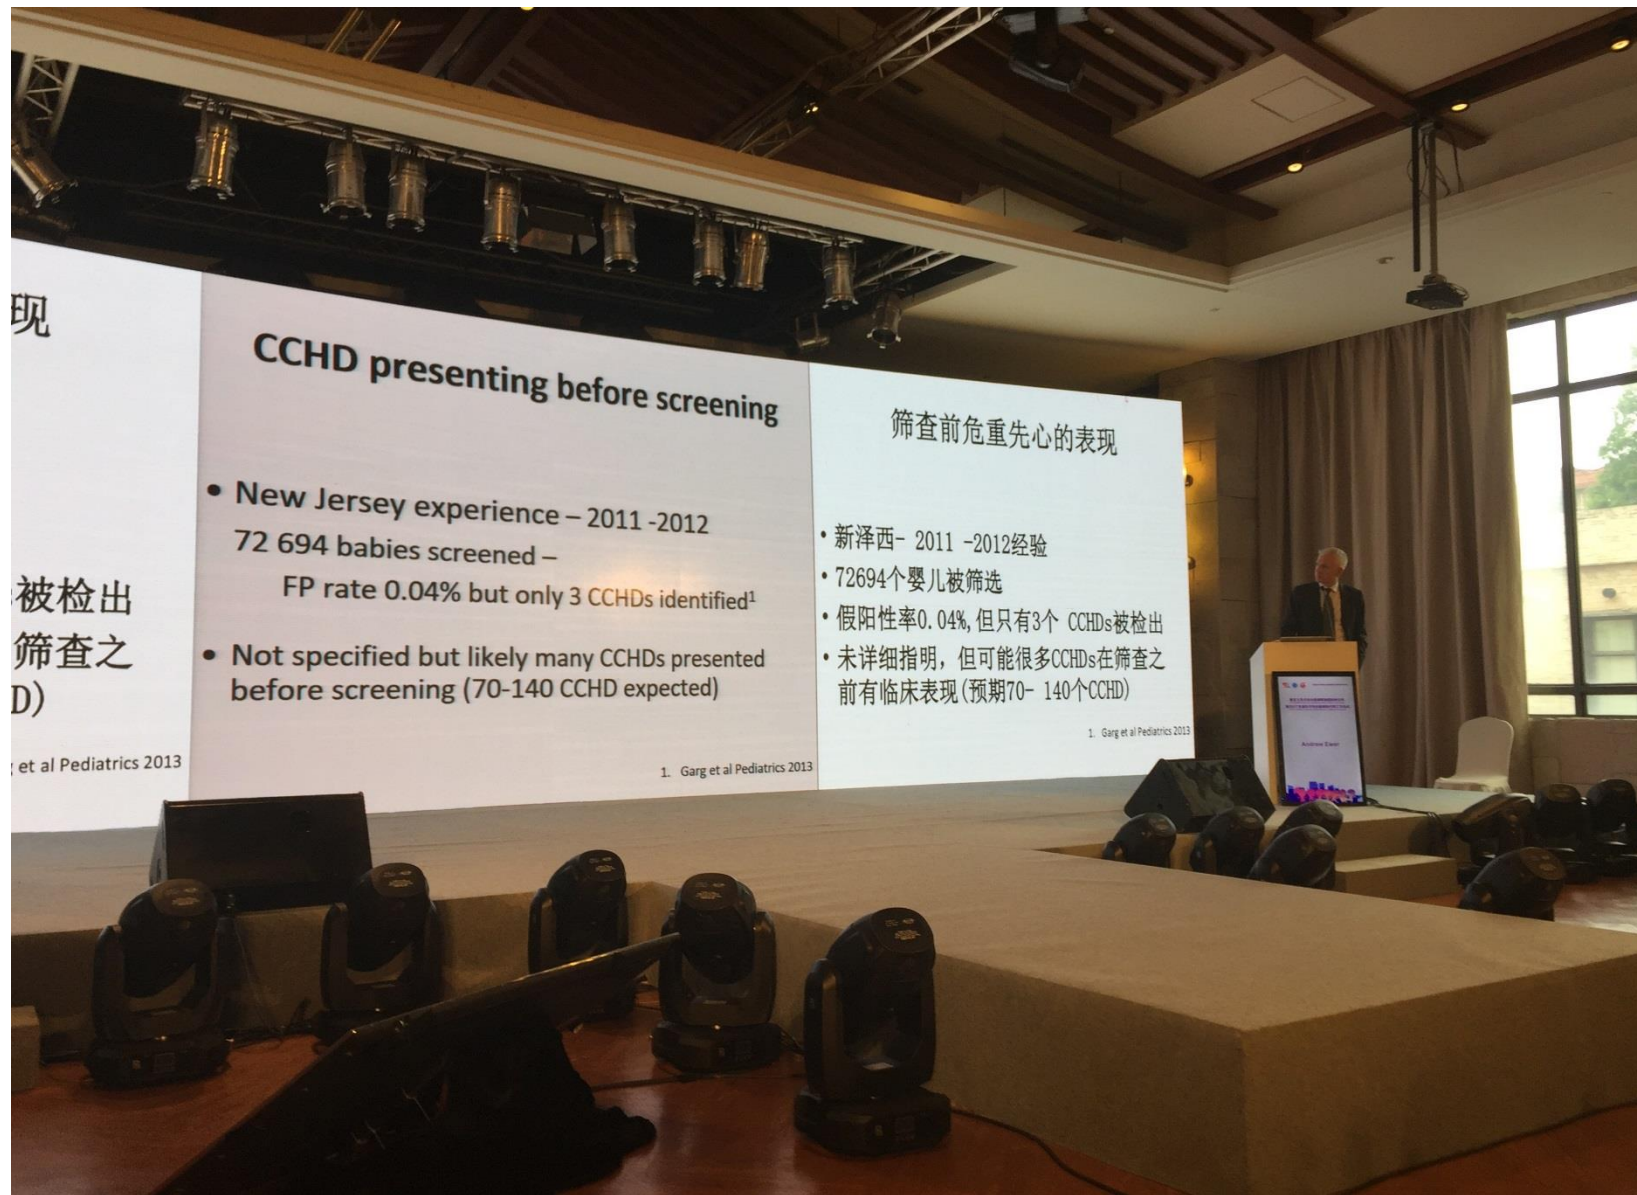 现
被检出
筛查之
D)
et al Pediatrics 2013
CCHD presenting before screening
• New Jersey experience – 2011 -2012
72 694 babies screened –
FP rate 0.04% but only 3 CCHDs identified¹
• Not specified but likely many CCHDs presented
before screening (70-140 CCHD expected)
1. Garg et al Pediatrics 2013
筛查前危重先心的表现
• 新泽西- 2011 -2012经验
• 72694个婴儿被筛选
• 假阳性率0.04%,但只有3个 CCHDs被检出
• 未详细指明，但可能很多CCHDs在筛查之
前有临床表现(预期70- 140个CCHD)
1. Garg et al Pediatrics 2013
Andrew Ewer